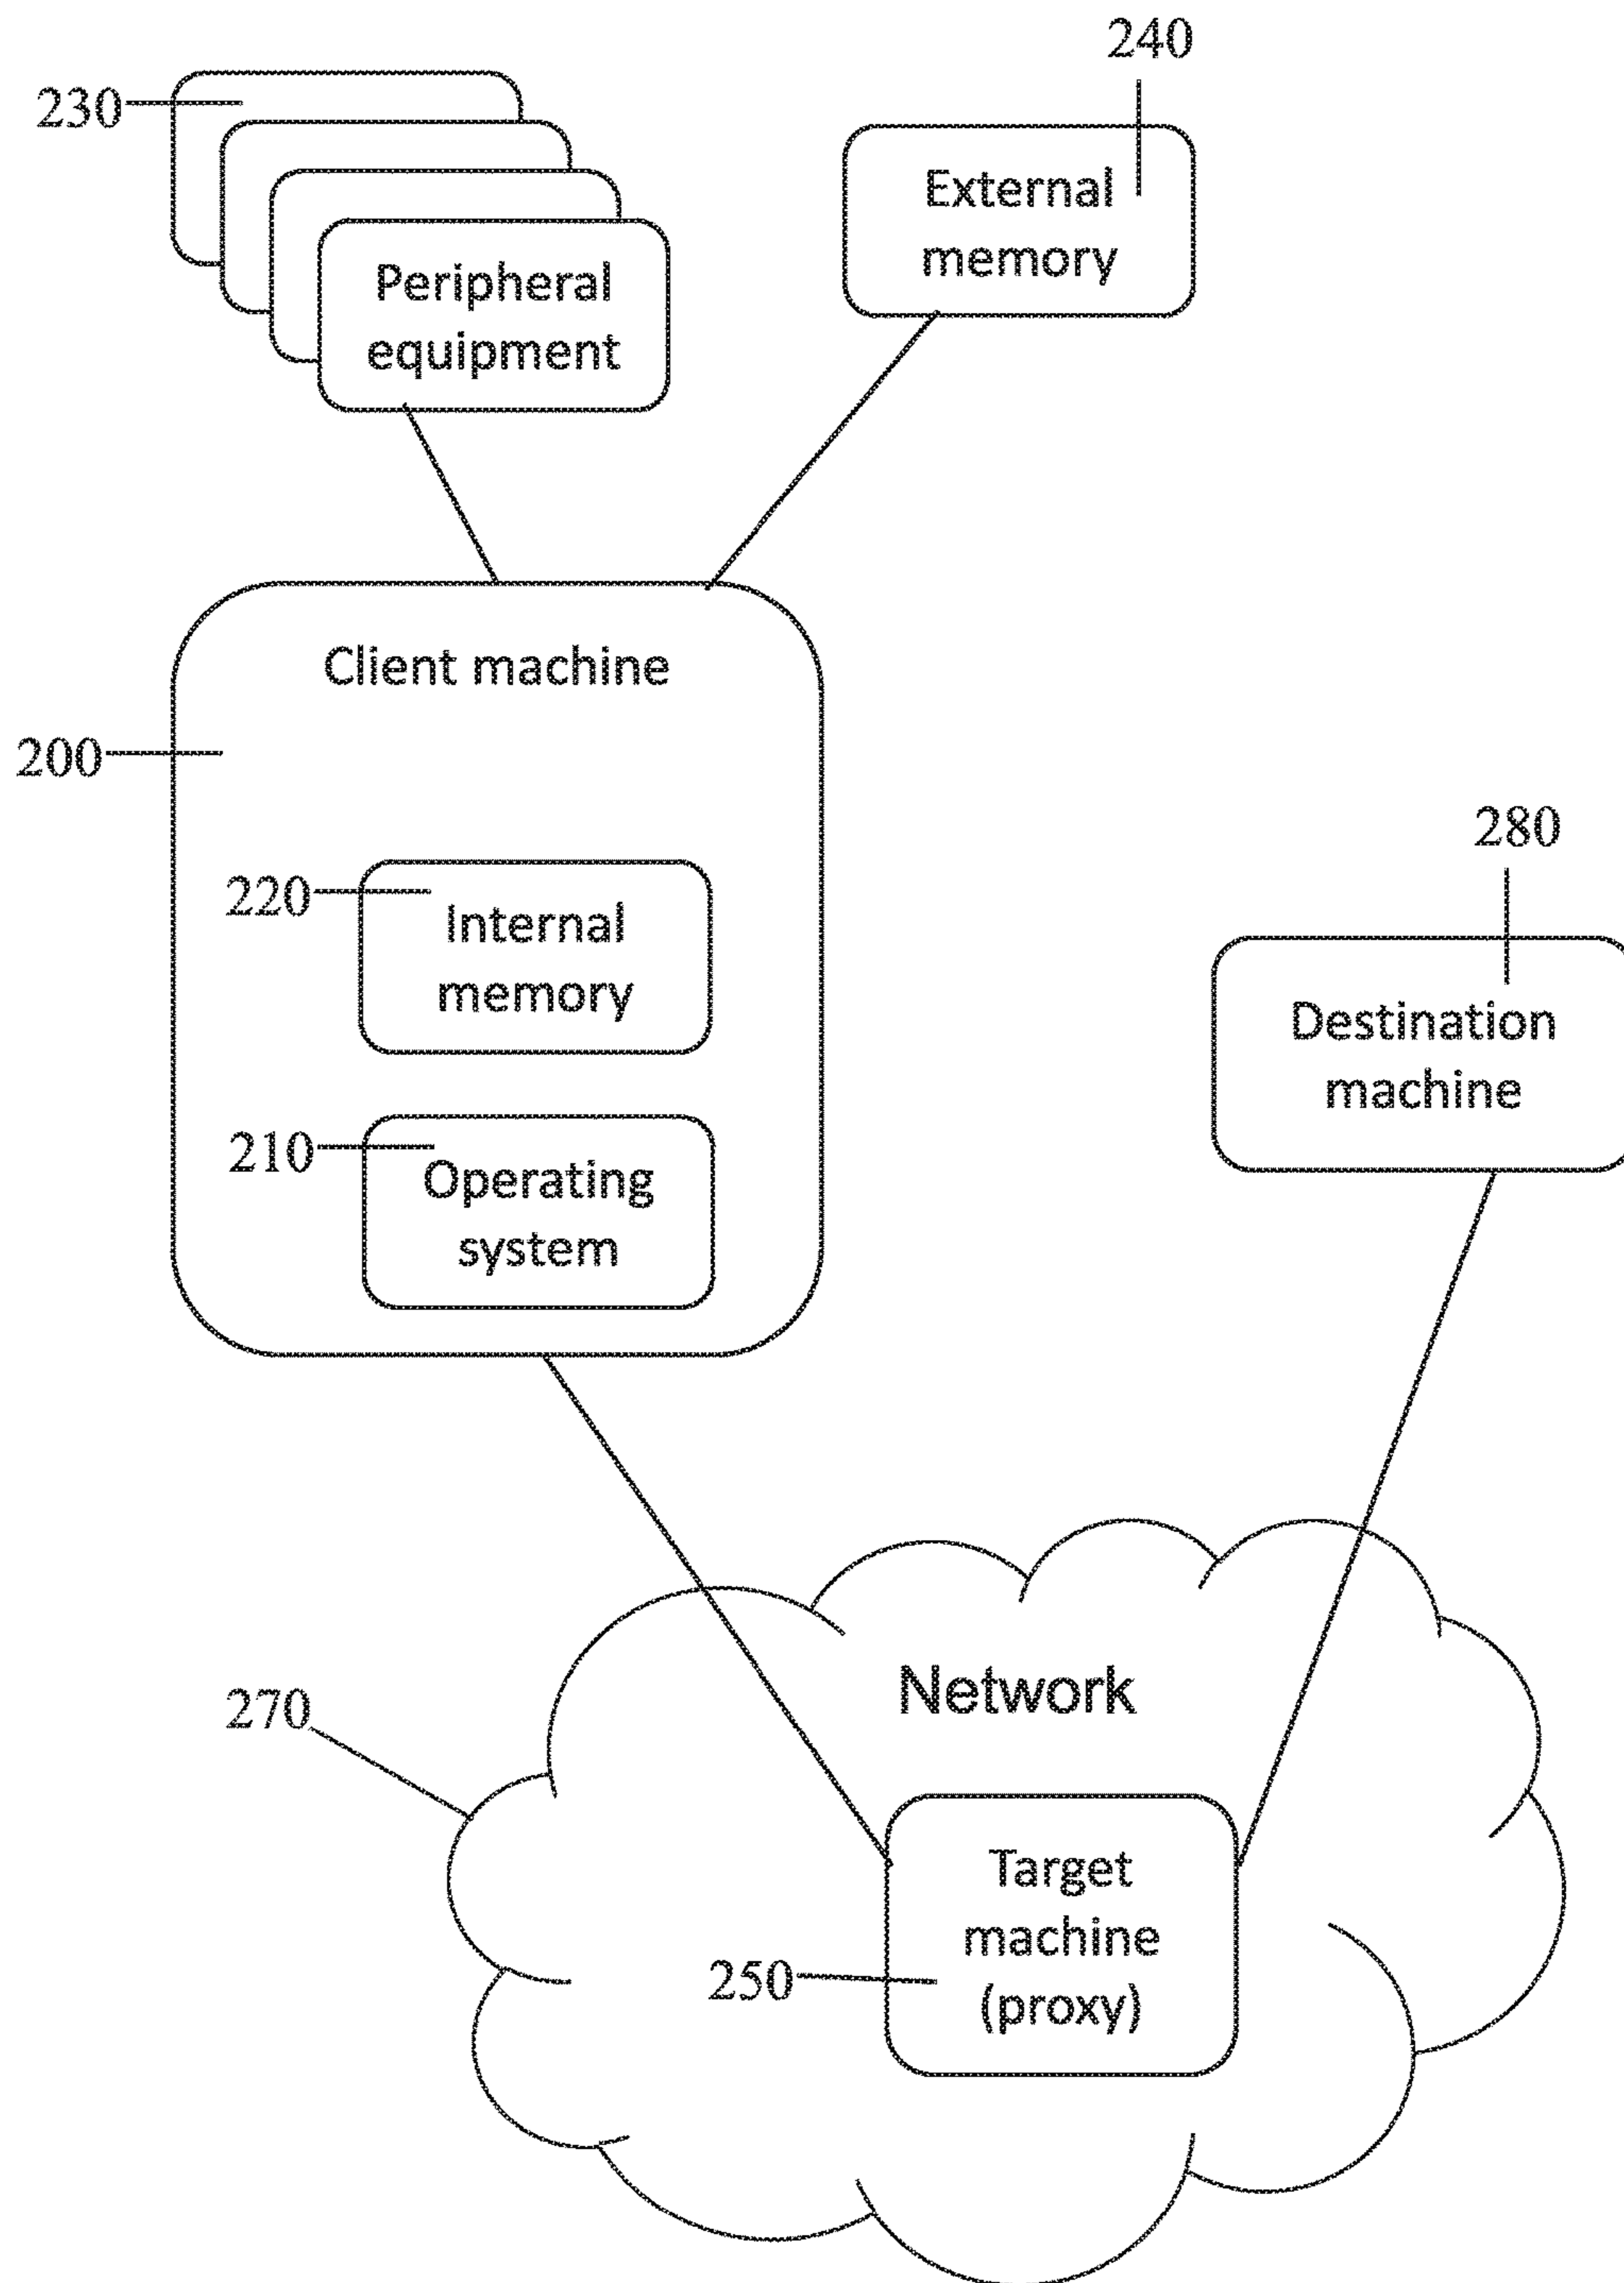 240
230
External
memory
Peripheral
equipment
Client machine
200
280
220
Internal
memory
Destination
machine
210
Operating
system
Network
270
Target
machine
(proxy)
250